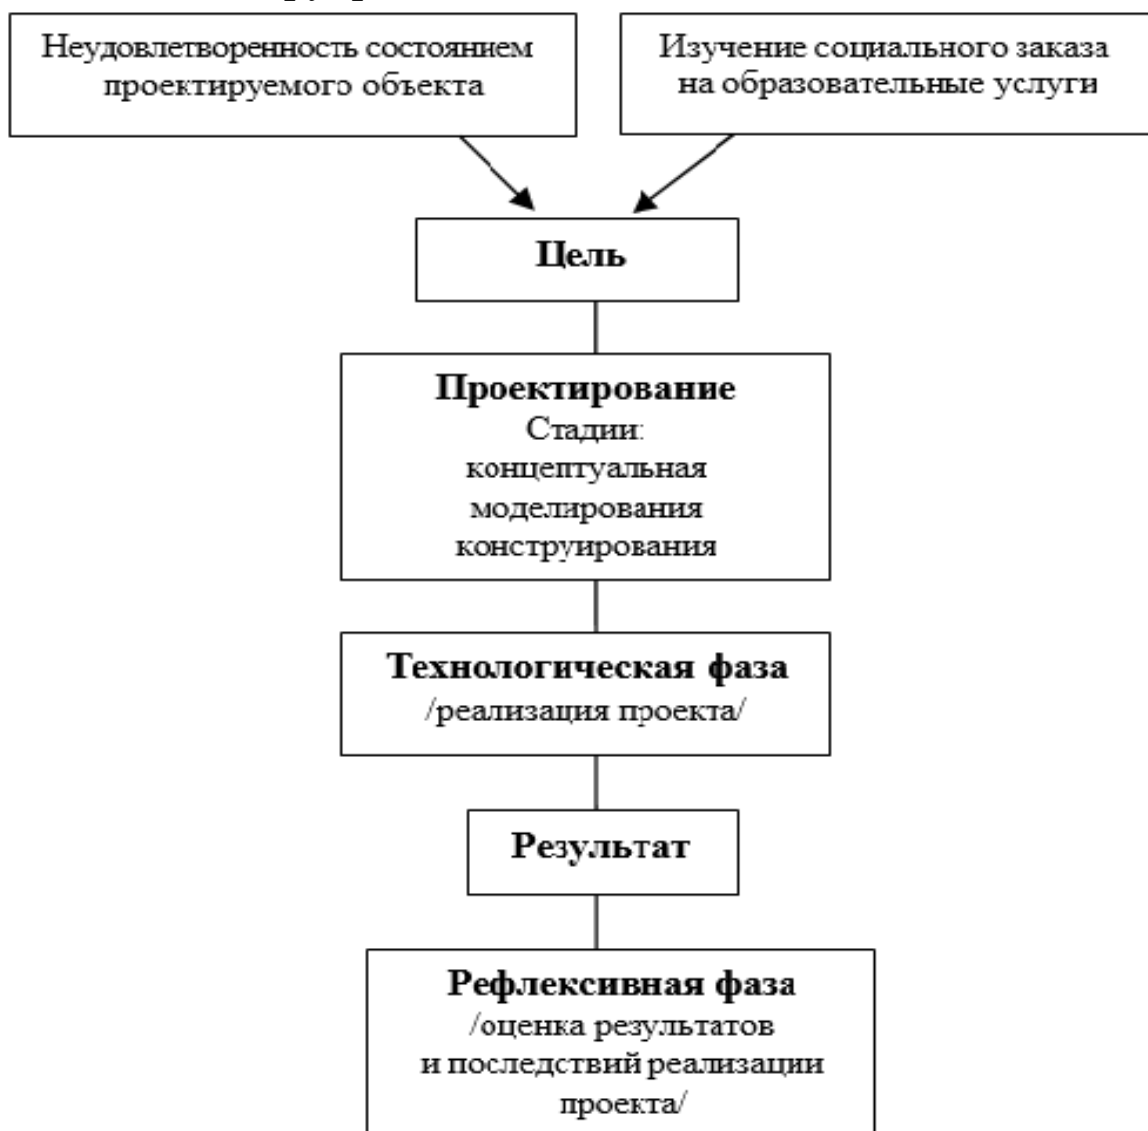 Неудовлетворенность состоянием
проектируемого объекта
Изучение социального заказа
на образовательные услуги
Цель
Проектирование
Стадии:
концептуальная
моделирования
конструирования
Технологическая фаза
/реализация проекта/
Результат
Рефлексивная фаза
/оценка результатов
и последствий реализации
проекта/